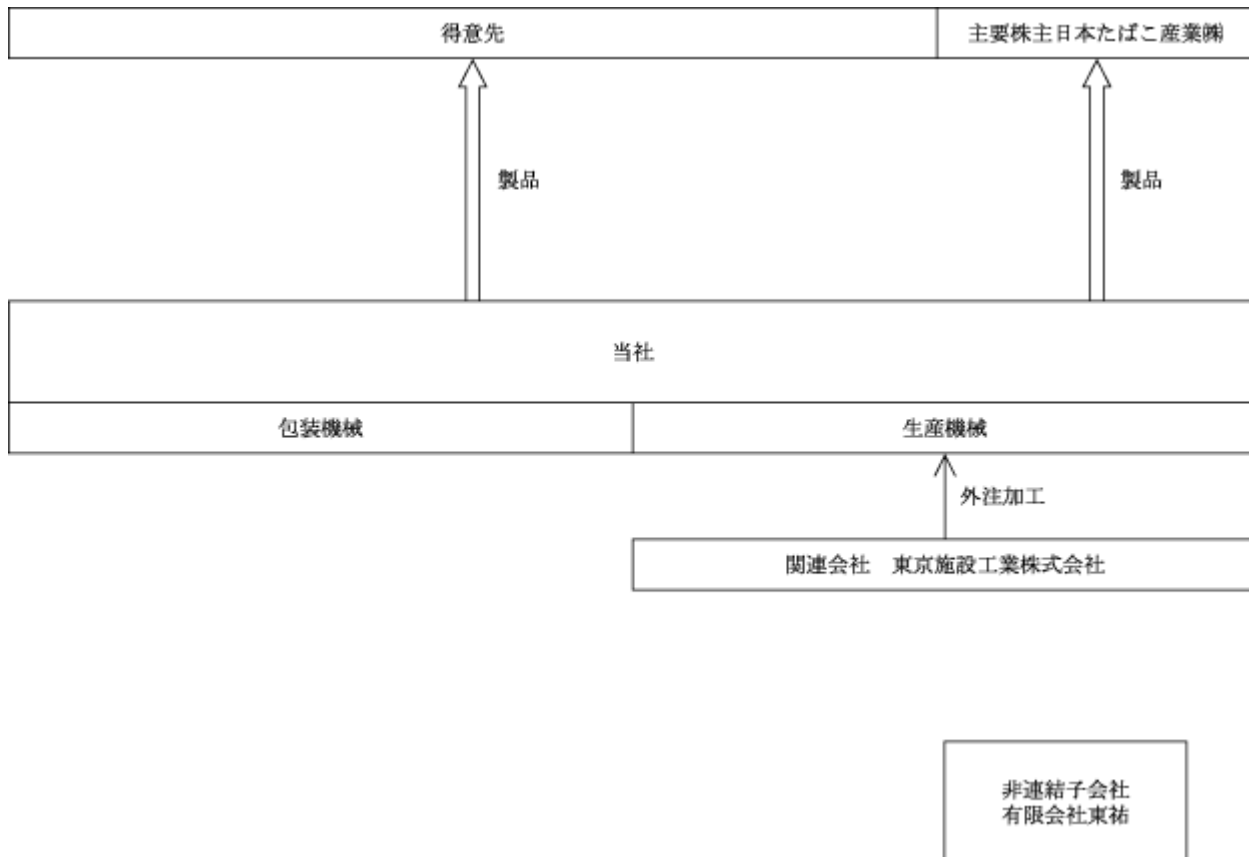 得意先
主要株主日本たばこ産業㈱
製品
製品
当社
包装機械
生産機械
外注加工
関連会社　東京施設工業株式会社
非連結子会社
有限会社東祐